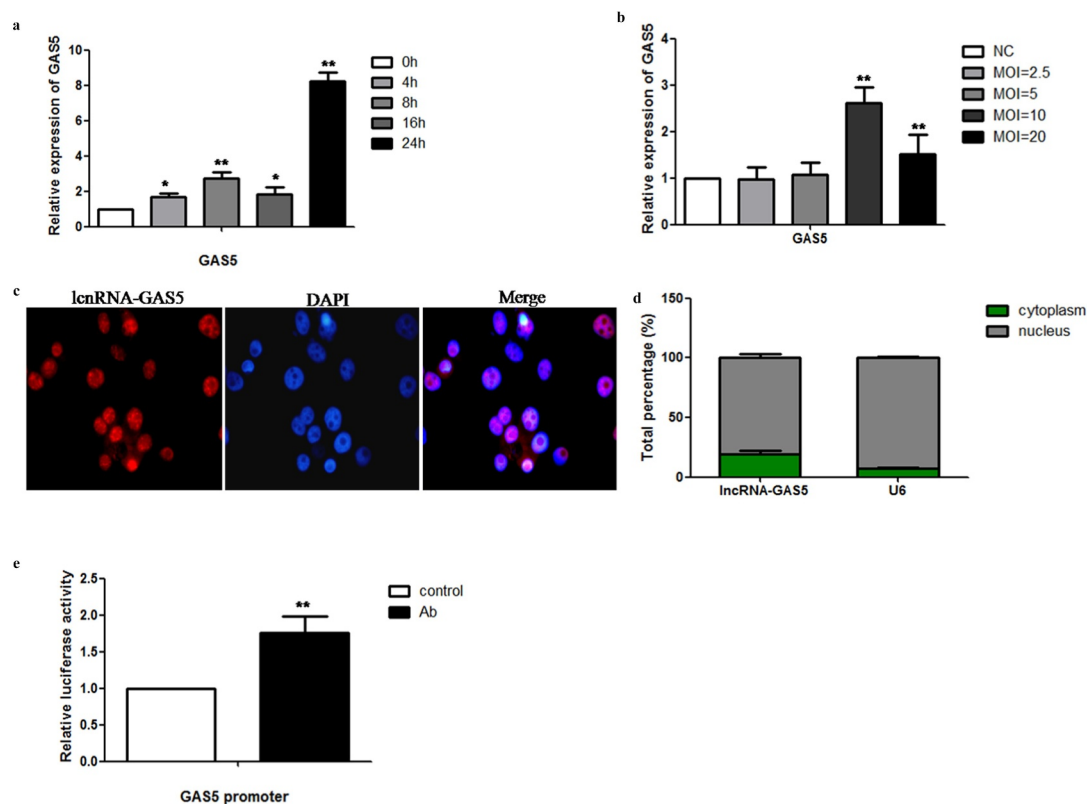 a
Relative expression of GAS5
10
8
6
4
2
0
*
**
*
**
GAS5
0h
4h
8h
16h
24h
b
Relative expression of GAS5
4
3
2
1
0
**
**
GAS5
NC
MOI=2.5
MOI=5
MOI=10
MOI=20
c
lcnRNA-GAS5
DAPI
Merge
d
Total percentage (%)
150
100
50
0
lncRNA-GAS5
U6
cytoplasm
nucleus
e
Relative luciferase activity
2.5
2.0
1.5
1.0
0.5
0.0
**
GAS5 promoter
control
Ab